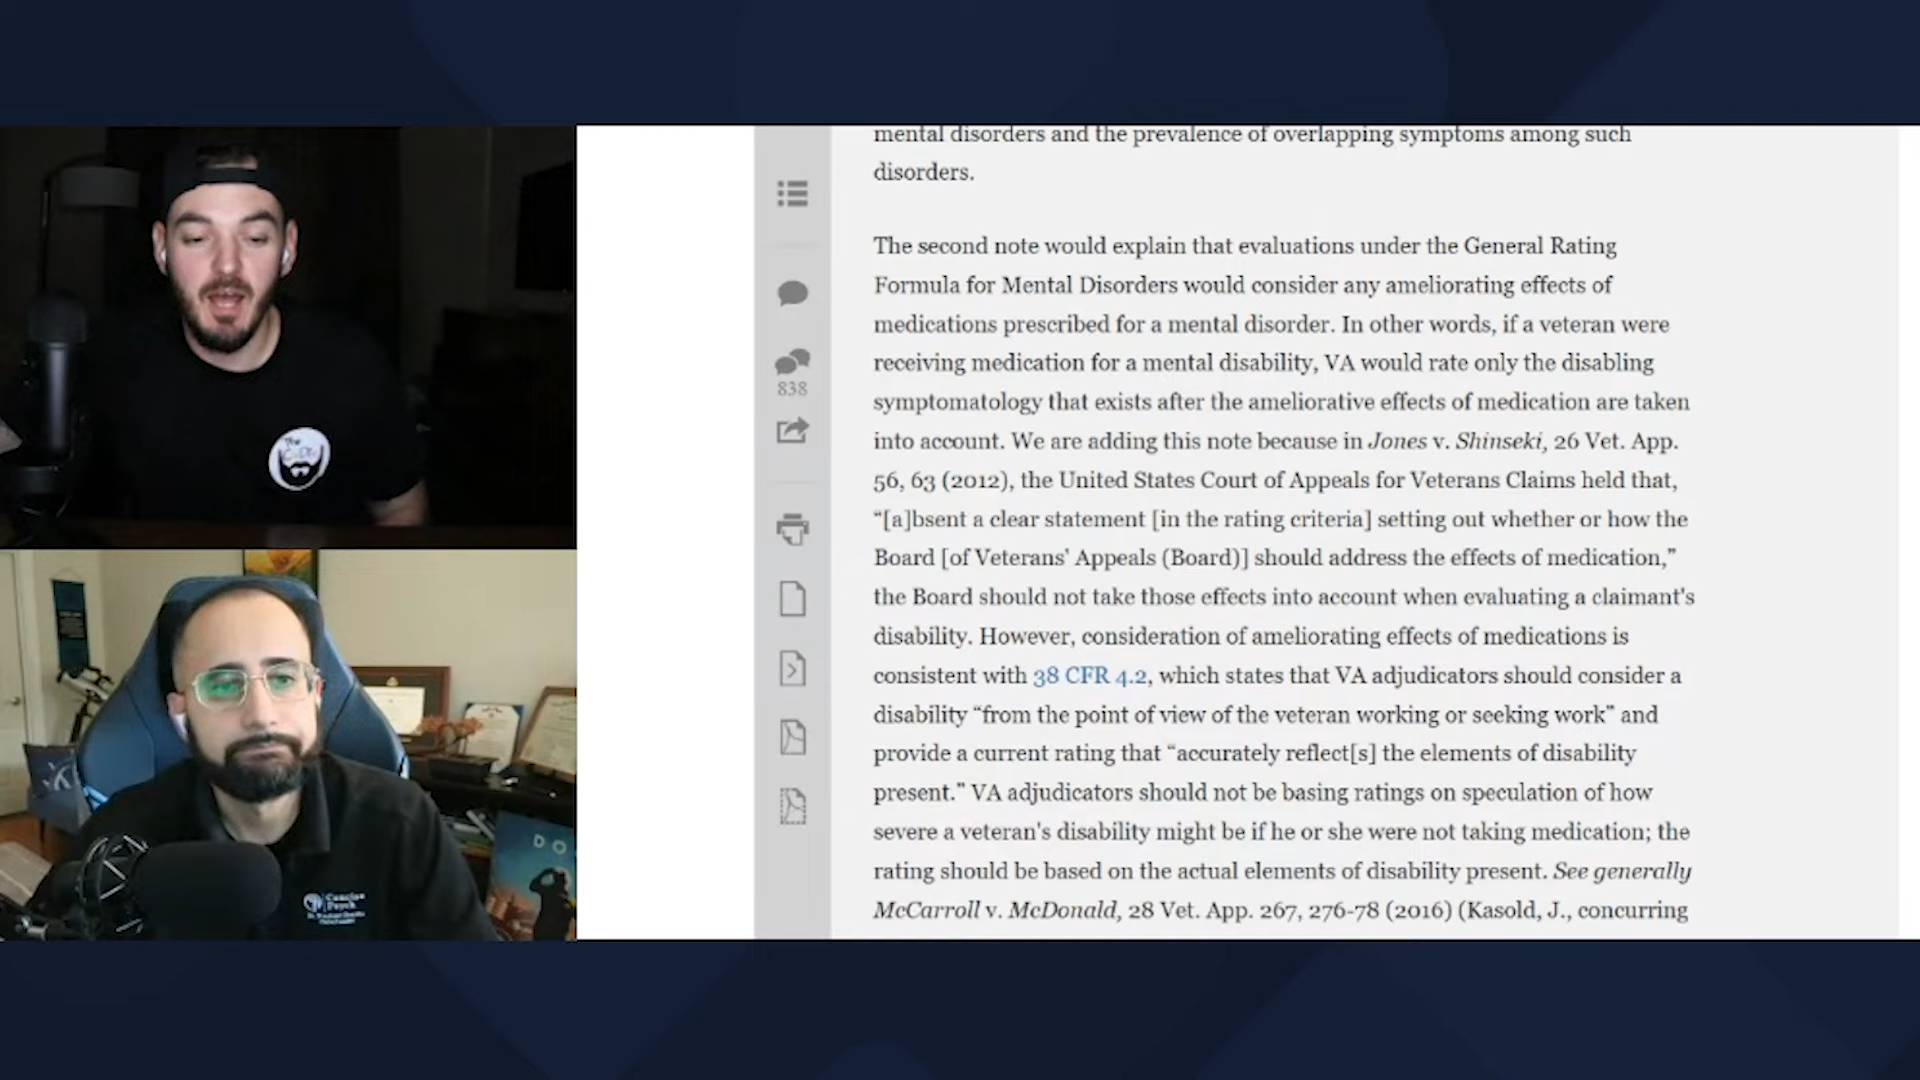 mental disorders and the prevalence of overlapping symptoms among such
disorders.
The second note would explain that evaluations under the General Rating
Formula for Mental Disorders would consider any ameliorating effects of
medications prescribed for a mental disorder. In other words, if a veteran were
receiving medication for a mental disability, VA would rate only the disabling
symptomatology that exists after the ameliorative effects of medication are taken
into account. We are adding this note because in Jones v. Shinseki, 26 Vet. App.
56, 63 (2012), the United States Court of Appeals for Veterans Claims held that,
“[a]bsent a clear statement [in the rating criteria] setting out whether or how the
Board [of Veterans' Appeals (Board)] should address the effects of medication,”
the Board should not take those effects into account when evaluating a claimant's
disability. However, consideration of ameliorating effects of medications is
consistent with 38 CFR 4.2, which states that VA adjudicators should consider a
disability “from the point of view of the veteran working or seeking work” and
provide a current rating that “accurately reflect[s] the elements of disability
present.” VA adjudicators should not be basing ratings on speculation of how
severe a veteran's disability might be if he or she were not taking medication; the
rating should be based on the actual elements of disability present. See generally
McCarroll v. McDonald, 28 Vet. App. 267, 276-78 (2016) (Kasold, J., concurring
838
The
DO